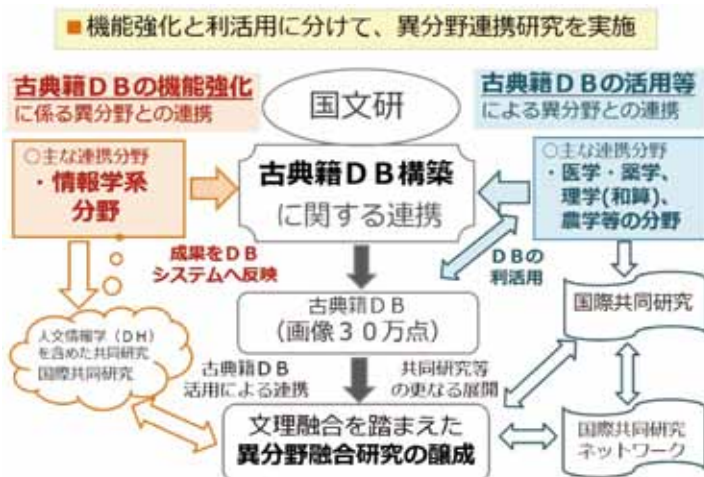 ■機能強化と利活用に分けて、異分野連携研究を実施
古典籍ＤＢの機能強化
に係る異分野との連携
国文研
古典籍ＤＢの活用等
による異分野との連携
○主な連携分野
・情報学系
分野
古典籍ＤＢ構築
に関する連携
○主な連携分野
・医学・薬学、
理学(和算)、
農学等の分野
成果をＤＢ
システムへ反映
ＤＢの
利活用
古典籍ＤＢ
（画像３０万点）
国際共同研究
人文情報学（DH）
を含めた共同研究
国際共同研究
古典籍ＤＢ
活用による連携
共同研究等
の更なる展開
文理融合を踏まえた
異分野融合研究の醸成
国際共同研究
ネットワーク